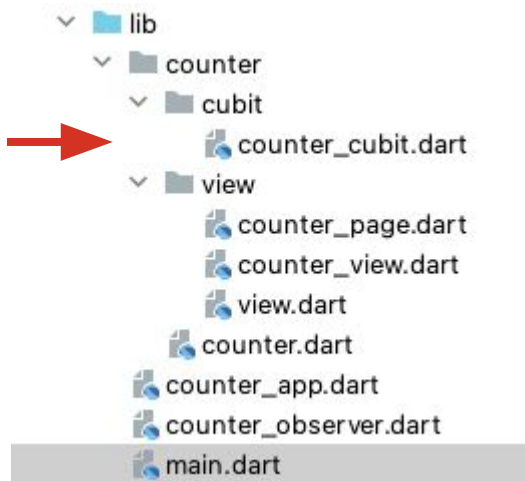 lib
counter
cubit
counter_cubit.dart
view
counter_page.dart
counter_view.dart
view.dart
counter.dart
counter_app.dart
counter_observer.dart
main.dart